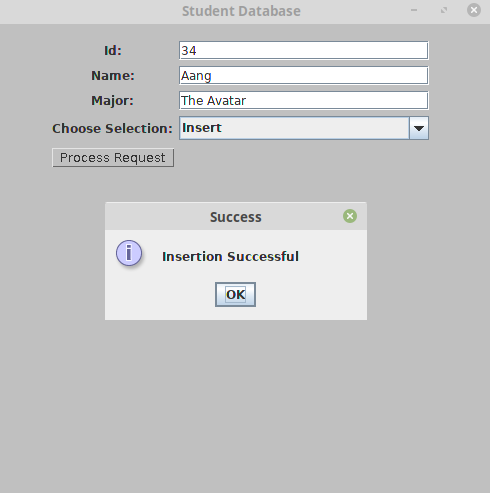 Student Database
Id: 34
Name: Aang
Major: The Avatar
Choose Selection: Insert
Process Request
Success
i Insertion Successful
OK